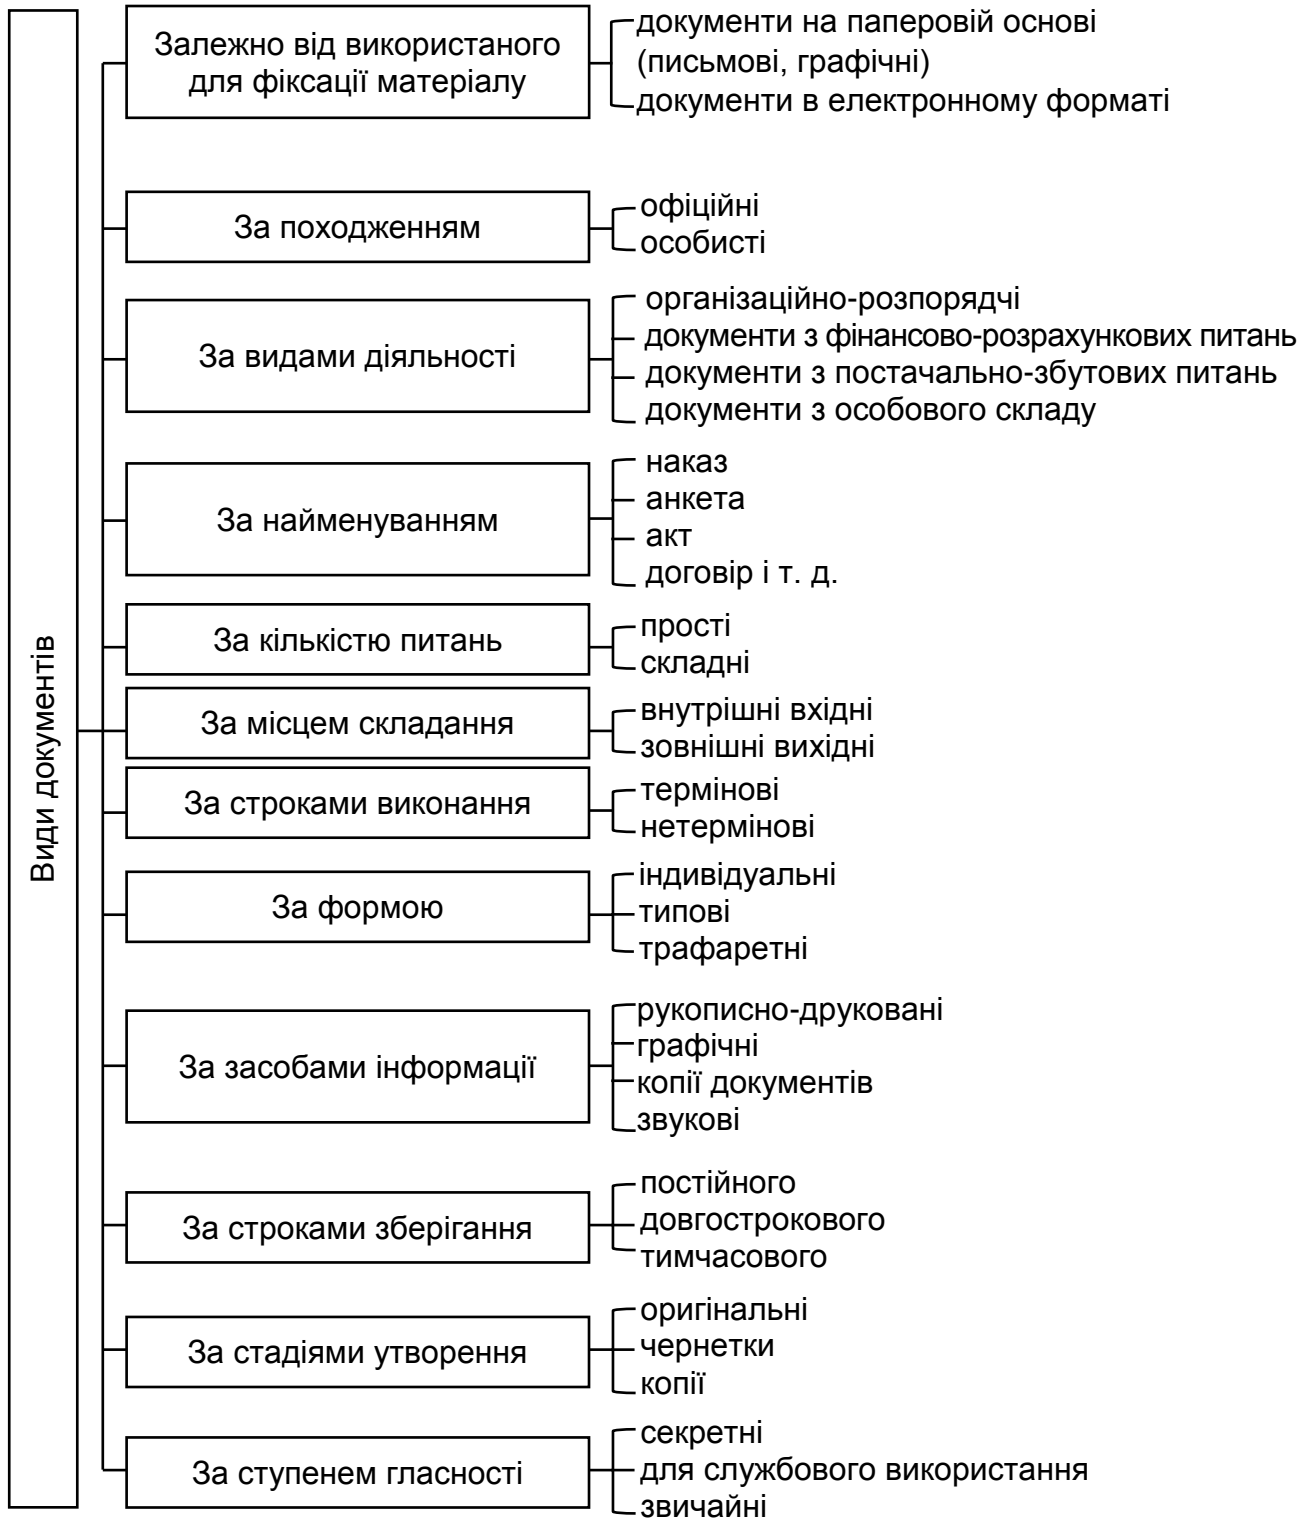 Види документів
Залежно від використаного
для фіксації матеріалу
документи на паперовій основі
(письмові, графічні)
документи в електронному форматі
За походженням
офіційні
особисті
За видами діяльності
організаційно-розпорядчі
документи з фінансово-розрахункових питань
документи з постачально-збутових питань
документи з особового складу
За найменуванням
наказ
анкета
акт
договір і т. д.
За кількістю питань
прості
складні
За місцем складання
внутрішні вхідні
зовнішні вихідні
За строками виконання
термінові
нетермінові
За формою
індивідуальні
типові
трафаретні
За засобами інформації
рукописно-друковані
графічні
копії документів
звукові
За строками зберігання
постійного
довгострокового
тимчасового
За стадіями утворення
оригінальні
чернетки
копії
За ступенем гласності
секретні
для службового використання
звичайні